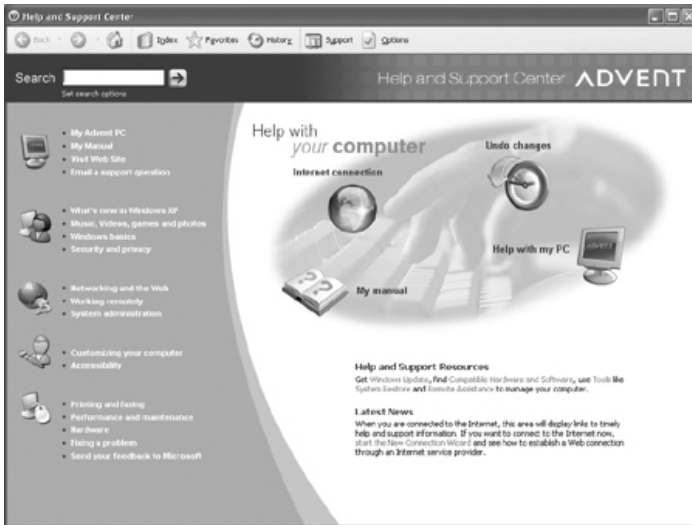 Help and Support Center
Back
Index
Favorites
History
Support
Options
Search
Set search options
Help and Support Center ADVENT
My Advent PC
My Manual
Visit Web Site
Email a support question
What's new in Windows XP
Music, Videos, games and photos
Windows basics
Security and privacy
Networking and the Web
Working remotely
System administration
Customizing your computer
Accessibility
Printing and faxing
Performance and maintenance
Hardware
Fixing a problem
Send your feedback to Microsoft
Help with
your computer
Undo changes
Internet connection
Help with my PC
ADVENT
My manual
Help and Support Resources
Get Windows Update, find Compatible Hardware and Software, use Tools like
System Restore and Remote Assistance to manage your computer.
Latest News
When you are connected to the Internet, this area will display links to timely
help and support information. If you want to connect to the Internet now,
start the New Connection Wizard and see how to establish a Web connection
through an Internet service provider.